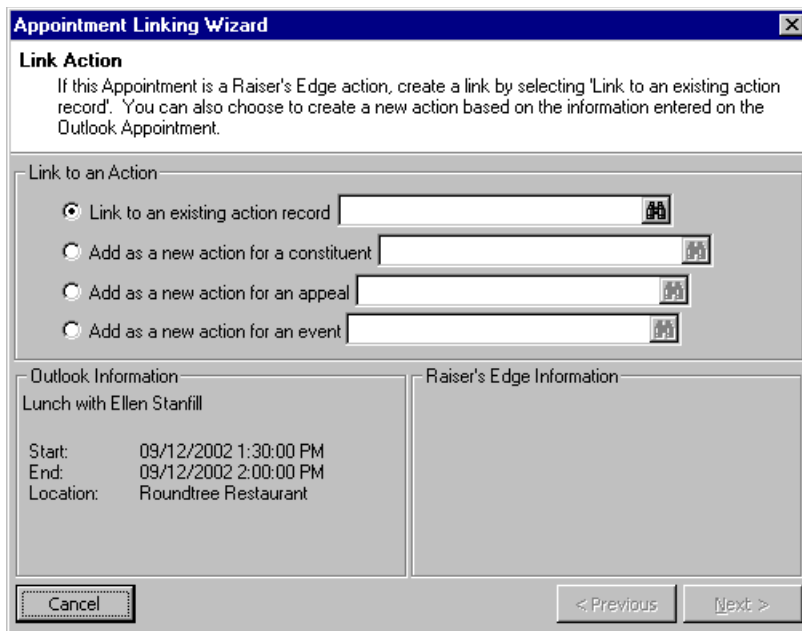 Appointment Linking Wizard
Link Action
If this Appointment is a Raiser's Edge action, create a link by selecting 'Link to an existing action
record'. You can also choose to create a new action based on the information entered on the
Outlook Appointment.
Link to an Action
Link to an existing action record
Add as a new action for a constituent
Add as a new action for an appeal
Add as a new action for an event
Outlook Information
Lunch with Ellen Stanfill
Start: 09/12/2002 1:30:00 PM
End: 09/12/2002 2:00:00 PM
Location: Roundtree Restaurant
Raiser's Edge Information
Cancel
< Previous
Next >